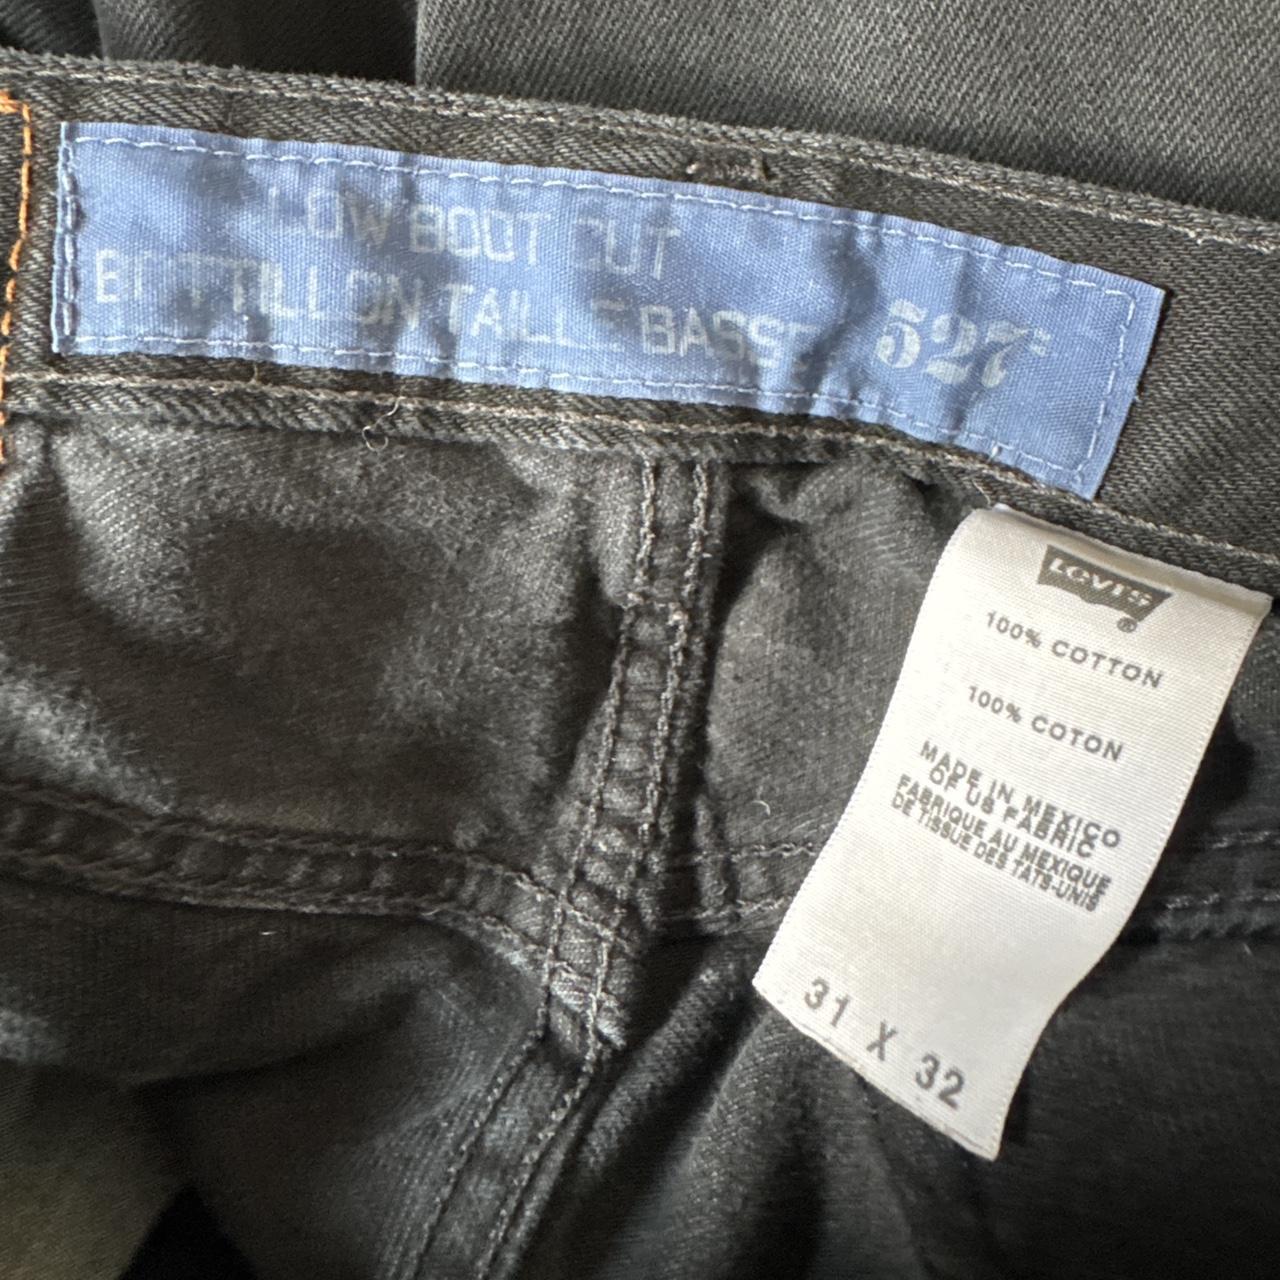 LOW BOOT CUT
BOTTILLON TAILLE BASSE
527™
LEVI'S®
100% COTTON
100% COTON
MADE IN MEXICO
OF US FABRIC
FABRIQUE AU MEXIQUE
DE TISSUE DES TATS-UNIS
31 X 32